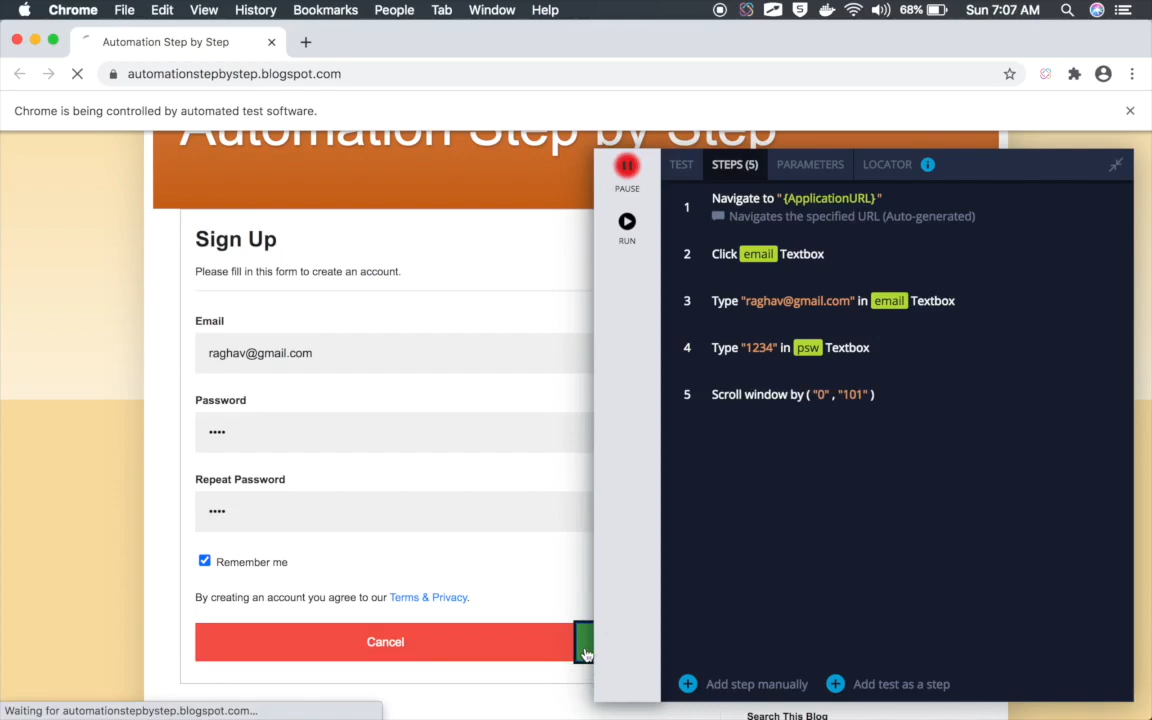 Chrome File Edit View History Bookmarks People Tab Window Help 5 68% Sun 7:07 AM
Automation Step by Step
automationstepbystep.blogspot.com
Chrome is being controlled by automated test software.
Automation Step by Step
Sign Up
Please fill in this form to create an account.
Email
raghav@gmail.com
Password
••••
Repeat Password
••••
Remember me
By creating an account you agree to our Terms & Privacy.
Cancel
PAUSE
RUN
TEST STEPS (5) PARAMETERS LOCATOR i
1 Navigate to "{ApplicationURL}"
Navigates the specified URL (Auto-generated)
2 Click email Textbox
3 Type "raghav@gmail.com" in email Textbox
4 Type "1234" in psw Textbox
5 Scroll window by ( "0" , "101" )
Add step manually Add test as a step
Search This Blog
Waiting for automationstepbystep.blogspot.com...